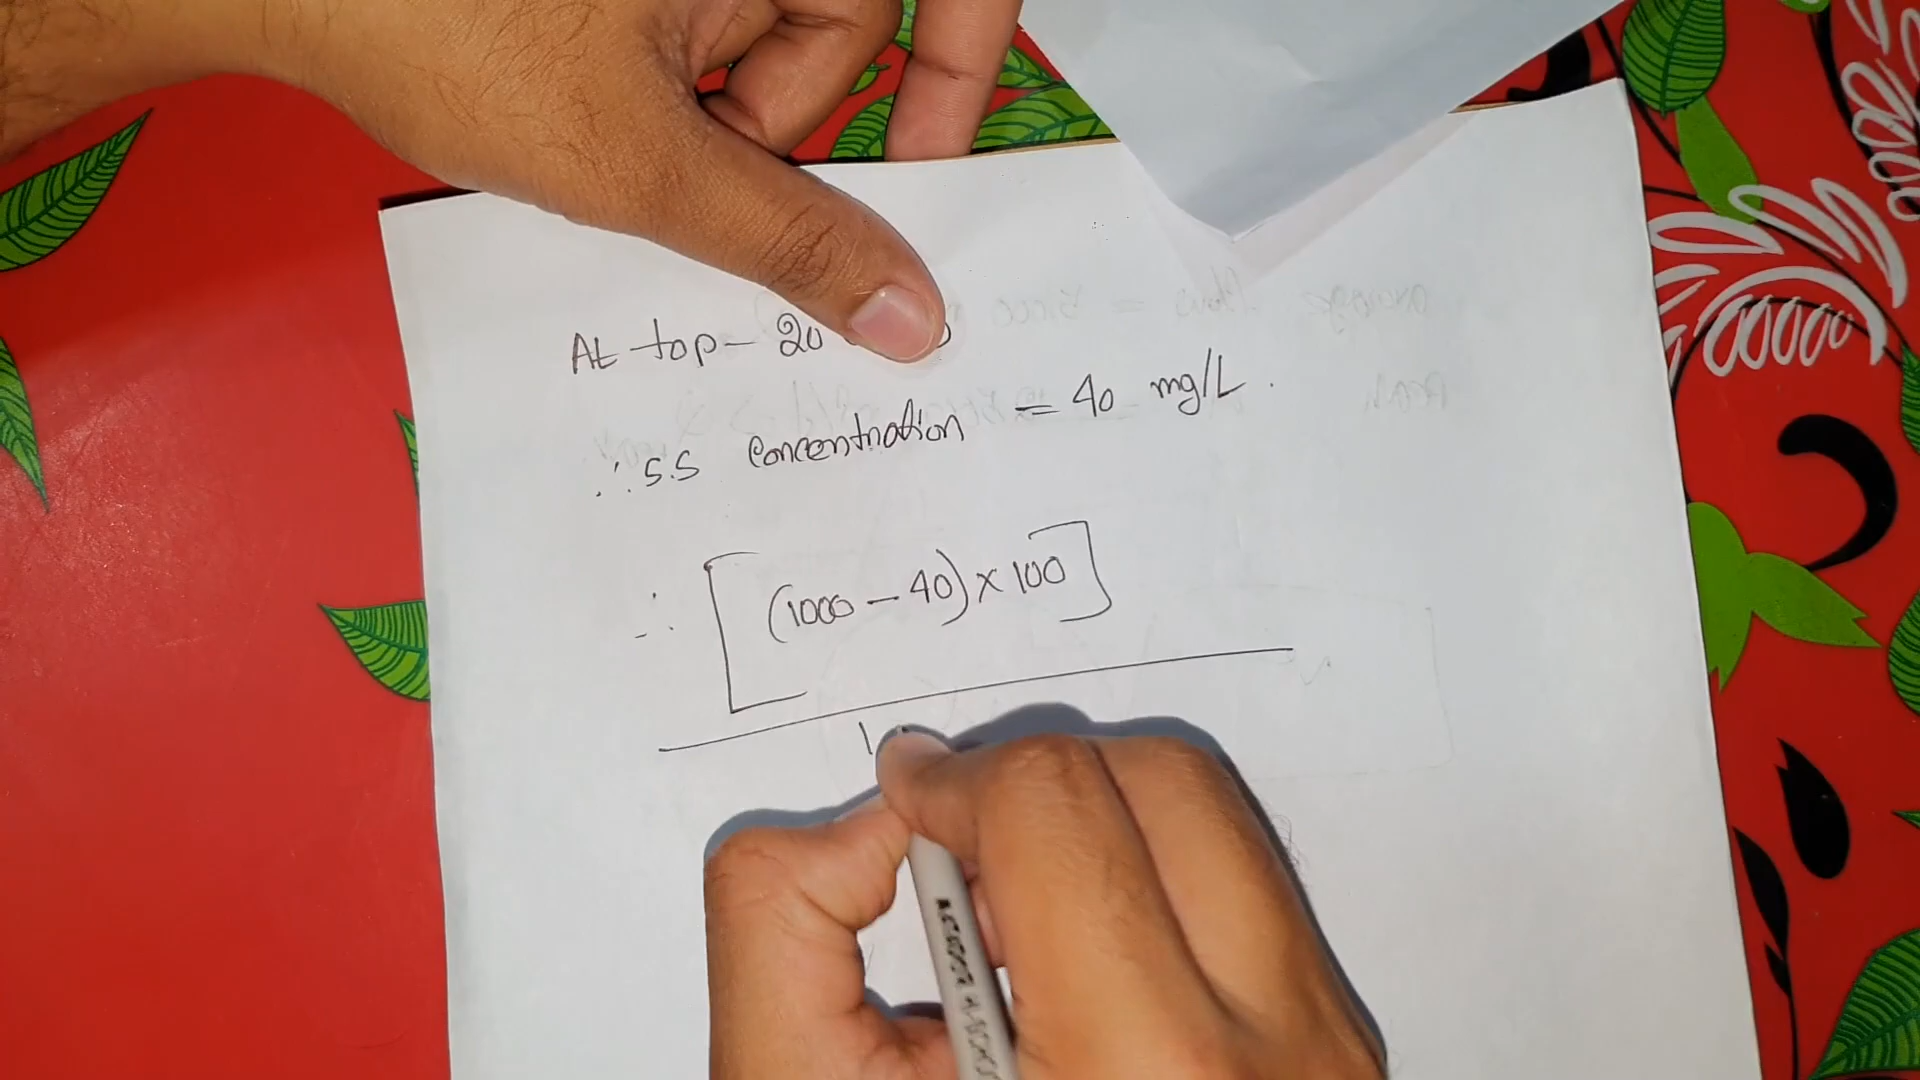 At top - 20
∴ S.S Concentration = 40 mg/L.
∴ [(1000 - 40) × 100]
1